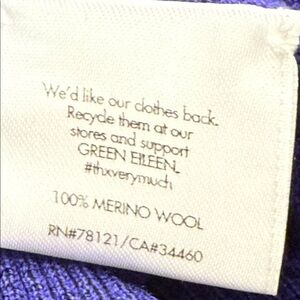 We'd like our clothes back.
Recycle them at our
stores and support
GREEN EILEEN.
#thxverymuch
100% MERINO WOOL
RN#78121/CA#34460